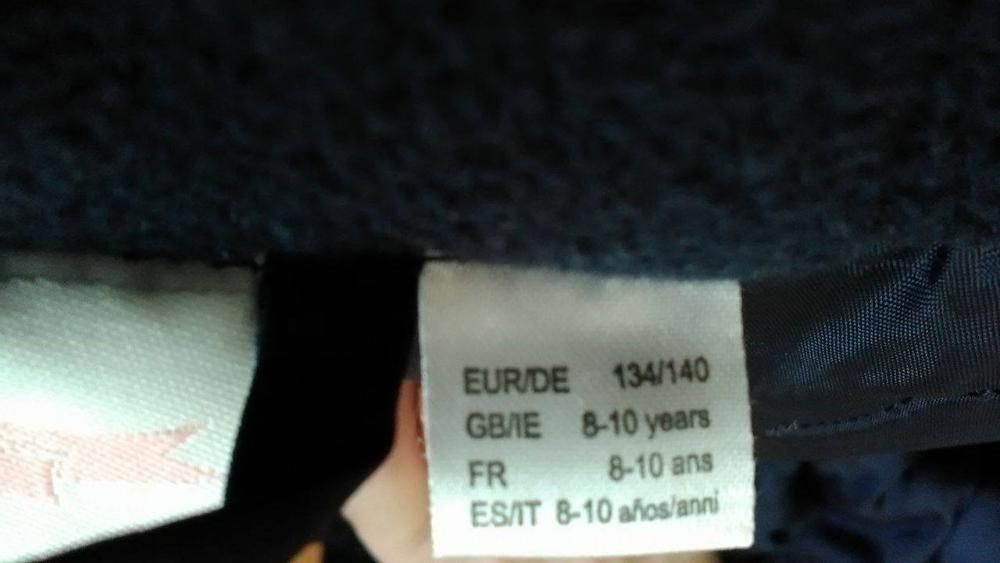 EUR/DE 134/140
GB/IE 8-10 years
FR 8-10 ans
ES/IT 8-10 años/anni